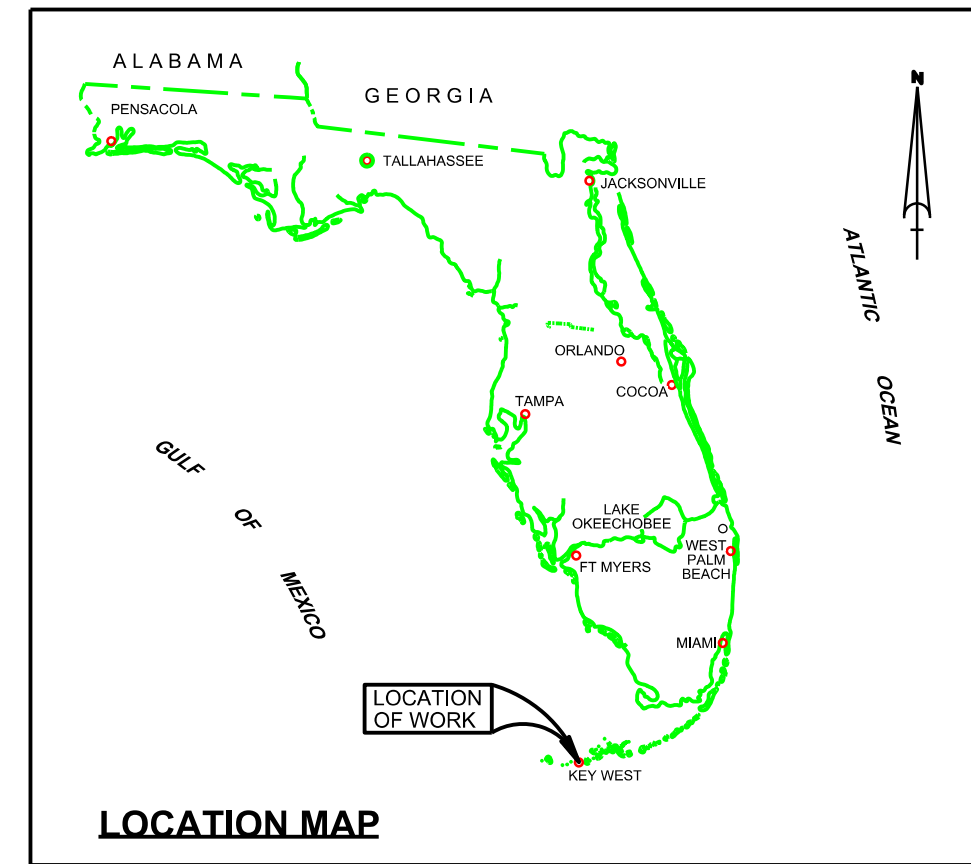 ALABAMA
GEORGIA
N
PENSACOLA
TALLAHASSEE
JACKSONVILLE
ATLANTIC
OCEAN
ORLANDO
COCOA
TAMPA
GULF
OF
MEXICO
LAKE
OKEECHOBEE
WEST
PALM
BEACH
FT MYERS
MIAMI
LOCATION
OF WORK
KEY WEST
LOCATION MAP